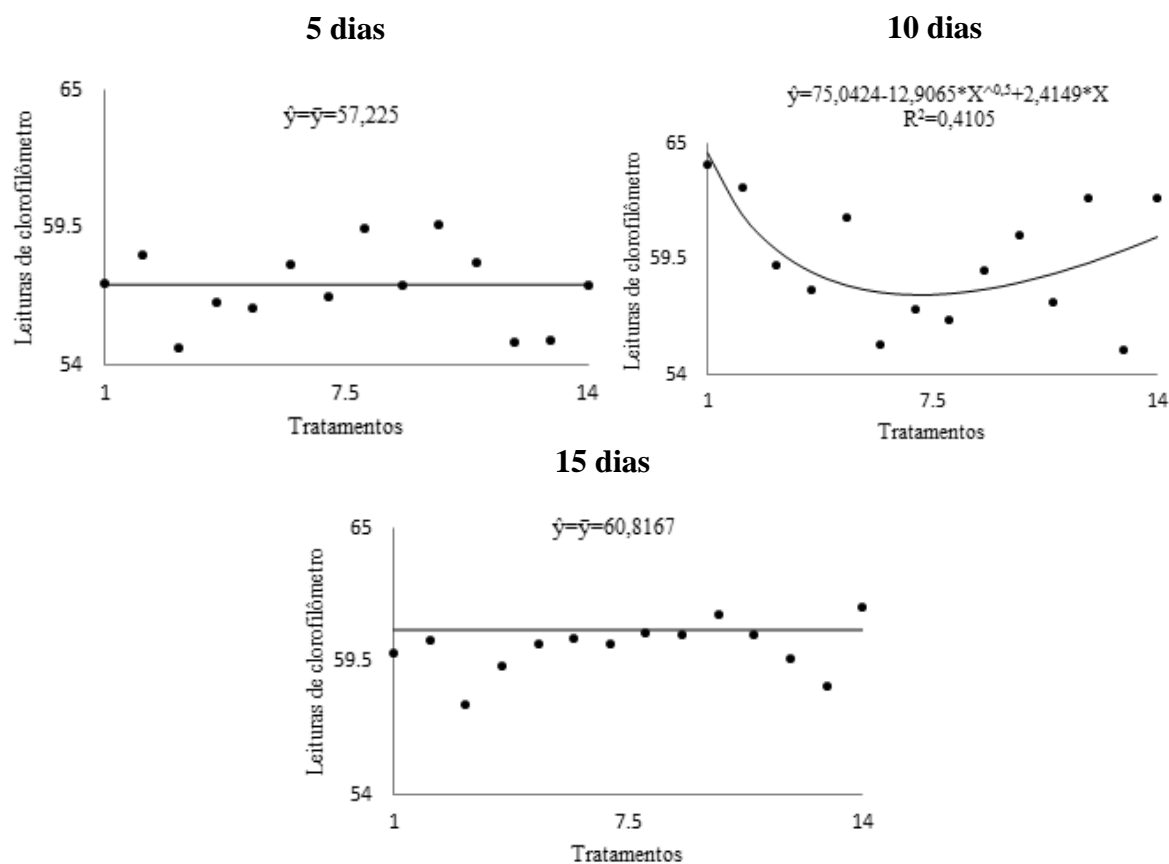 5 dias
ŷ=ȳ=57,225
65
59.5
54
1
7.5
14
Leituras de clorofilômetro
Tratamentos
10 dias
ŷ=75,0424-12,9065*X^0,5+2,4149*X
R²=0,4105
65
59.5
54
1
7.5
14
Leituras de clorofilômetro
Tratamentos
15 dias
ŷ=ȳ=60,8167
65
59.5
54
1
7.5
14
Leituras de clorofilômetro
Tratamentos